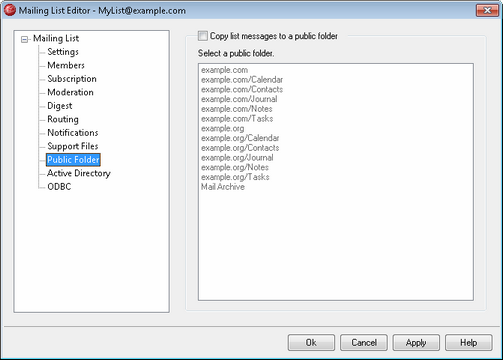 Mailing List Editor - MyList@example.com
Mailing List
Settings
Members
Subscription
Moderation
Digest
Routing
Notifications
Support Files
Public Folder
Active Directory
ODBC
Copy list messages to a public folder
Select a public folder.
example.com
example.com/Calendar
example.com/Contacts
example.com/Journal
example.com/Notes
example.com/Tasks
example.org
example.org/Calendar
example.org/Contacts
example.org/Journal
example.org/Notes
example.org/Tasks
Mail Archive
Ok Cancel Apply Help